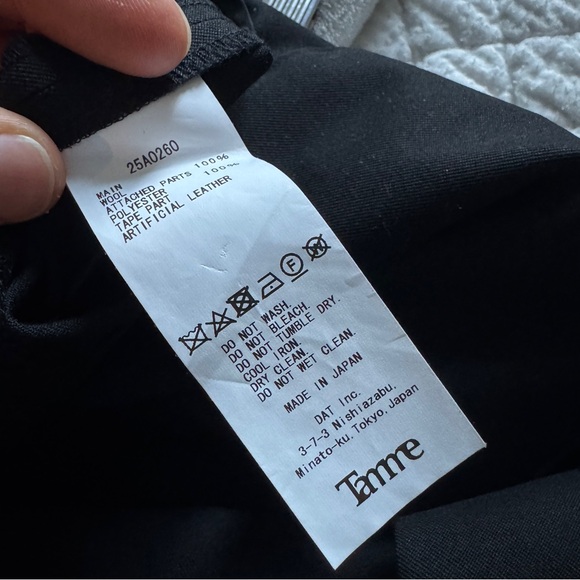 25A0260
MAIN
WOOL 100%
ATTACHED PARTS
POLYESTER 100%
TAPE PART
ARTIFICIAL LEATHER
F
W
DO NOT WASH.
DO NOT BLEACH.
DO NOT TUMBLE DRY.
COOL IRON.
DRY CLEAN.
DO NOT WET CLEAN.
MADE IN JAPAN
DAT Inc.
3-7-3 Nishiazabu,
Minato-ku, Tokyo, Japan
Tamme